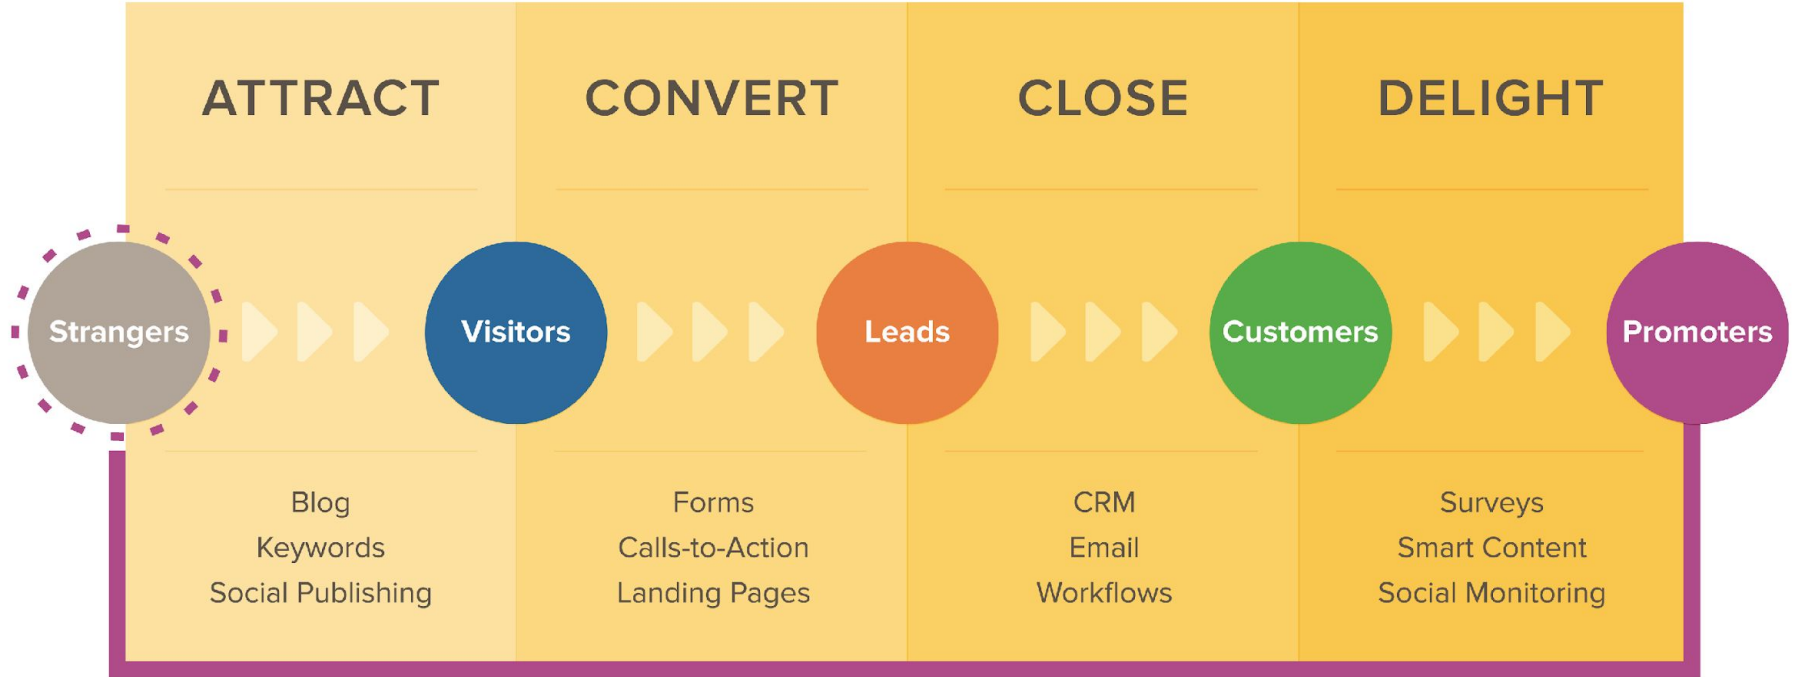 ATTRACT
CONVERT
CLOSE
DELIGHT
Strangers
Visitors
Leads
Customers
Promoters
Blog
Keywords
Social Publishing
Forms
Calls-to-Action
Landing Pages
CRM
Email
Workflows
Surveys
Smart Content
Social Monitoring